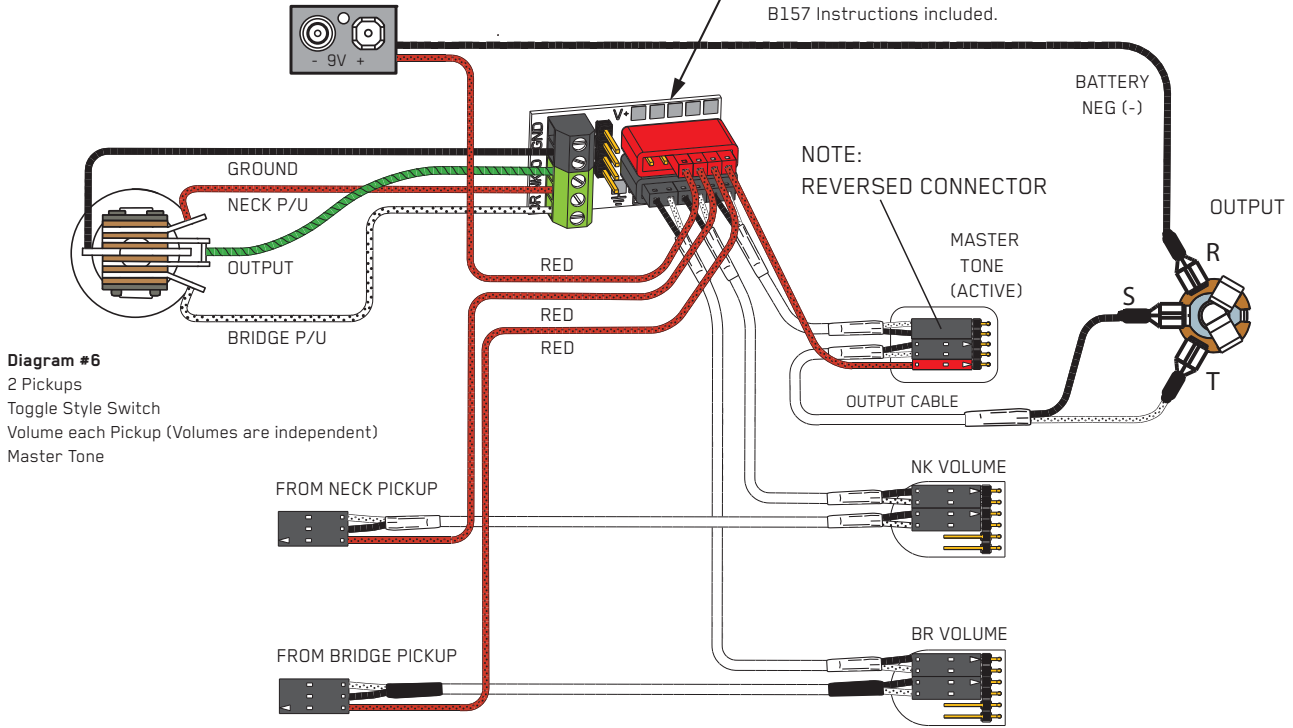 B157 Instructions included.
- 9V +
BATTERY
NEG (-)
V+
GND
O
NK
BR
GROUND
NECK P/U
OUTPUT
BRIDGE P/U
NOTE:
REVERSED CONNECTOR
OUTPUT
R
S
T
MASTER
TONE
(ACTIVE)
RED
RED
RED
OUTPUT CABLE
Diagram #6
2 Pickups
Toggle Style Switch
Volume each Pickup (Volumes are independent)
Master Tone
FROM NECK PICKUP
NK VOLUME
FROM BRIDGE PICKUP
BR VOLUME